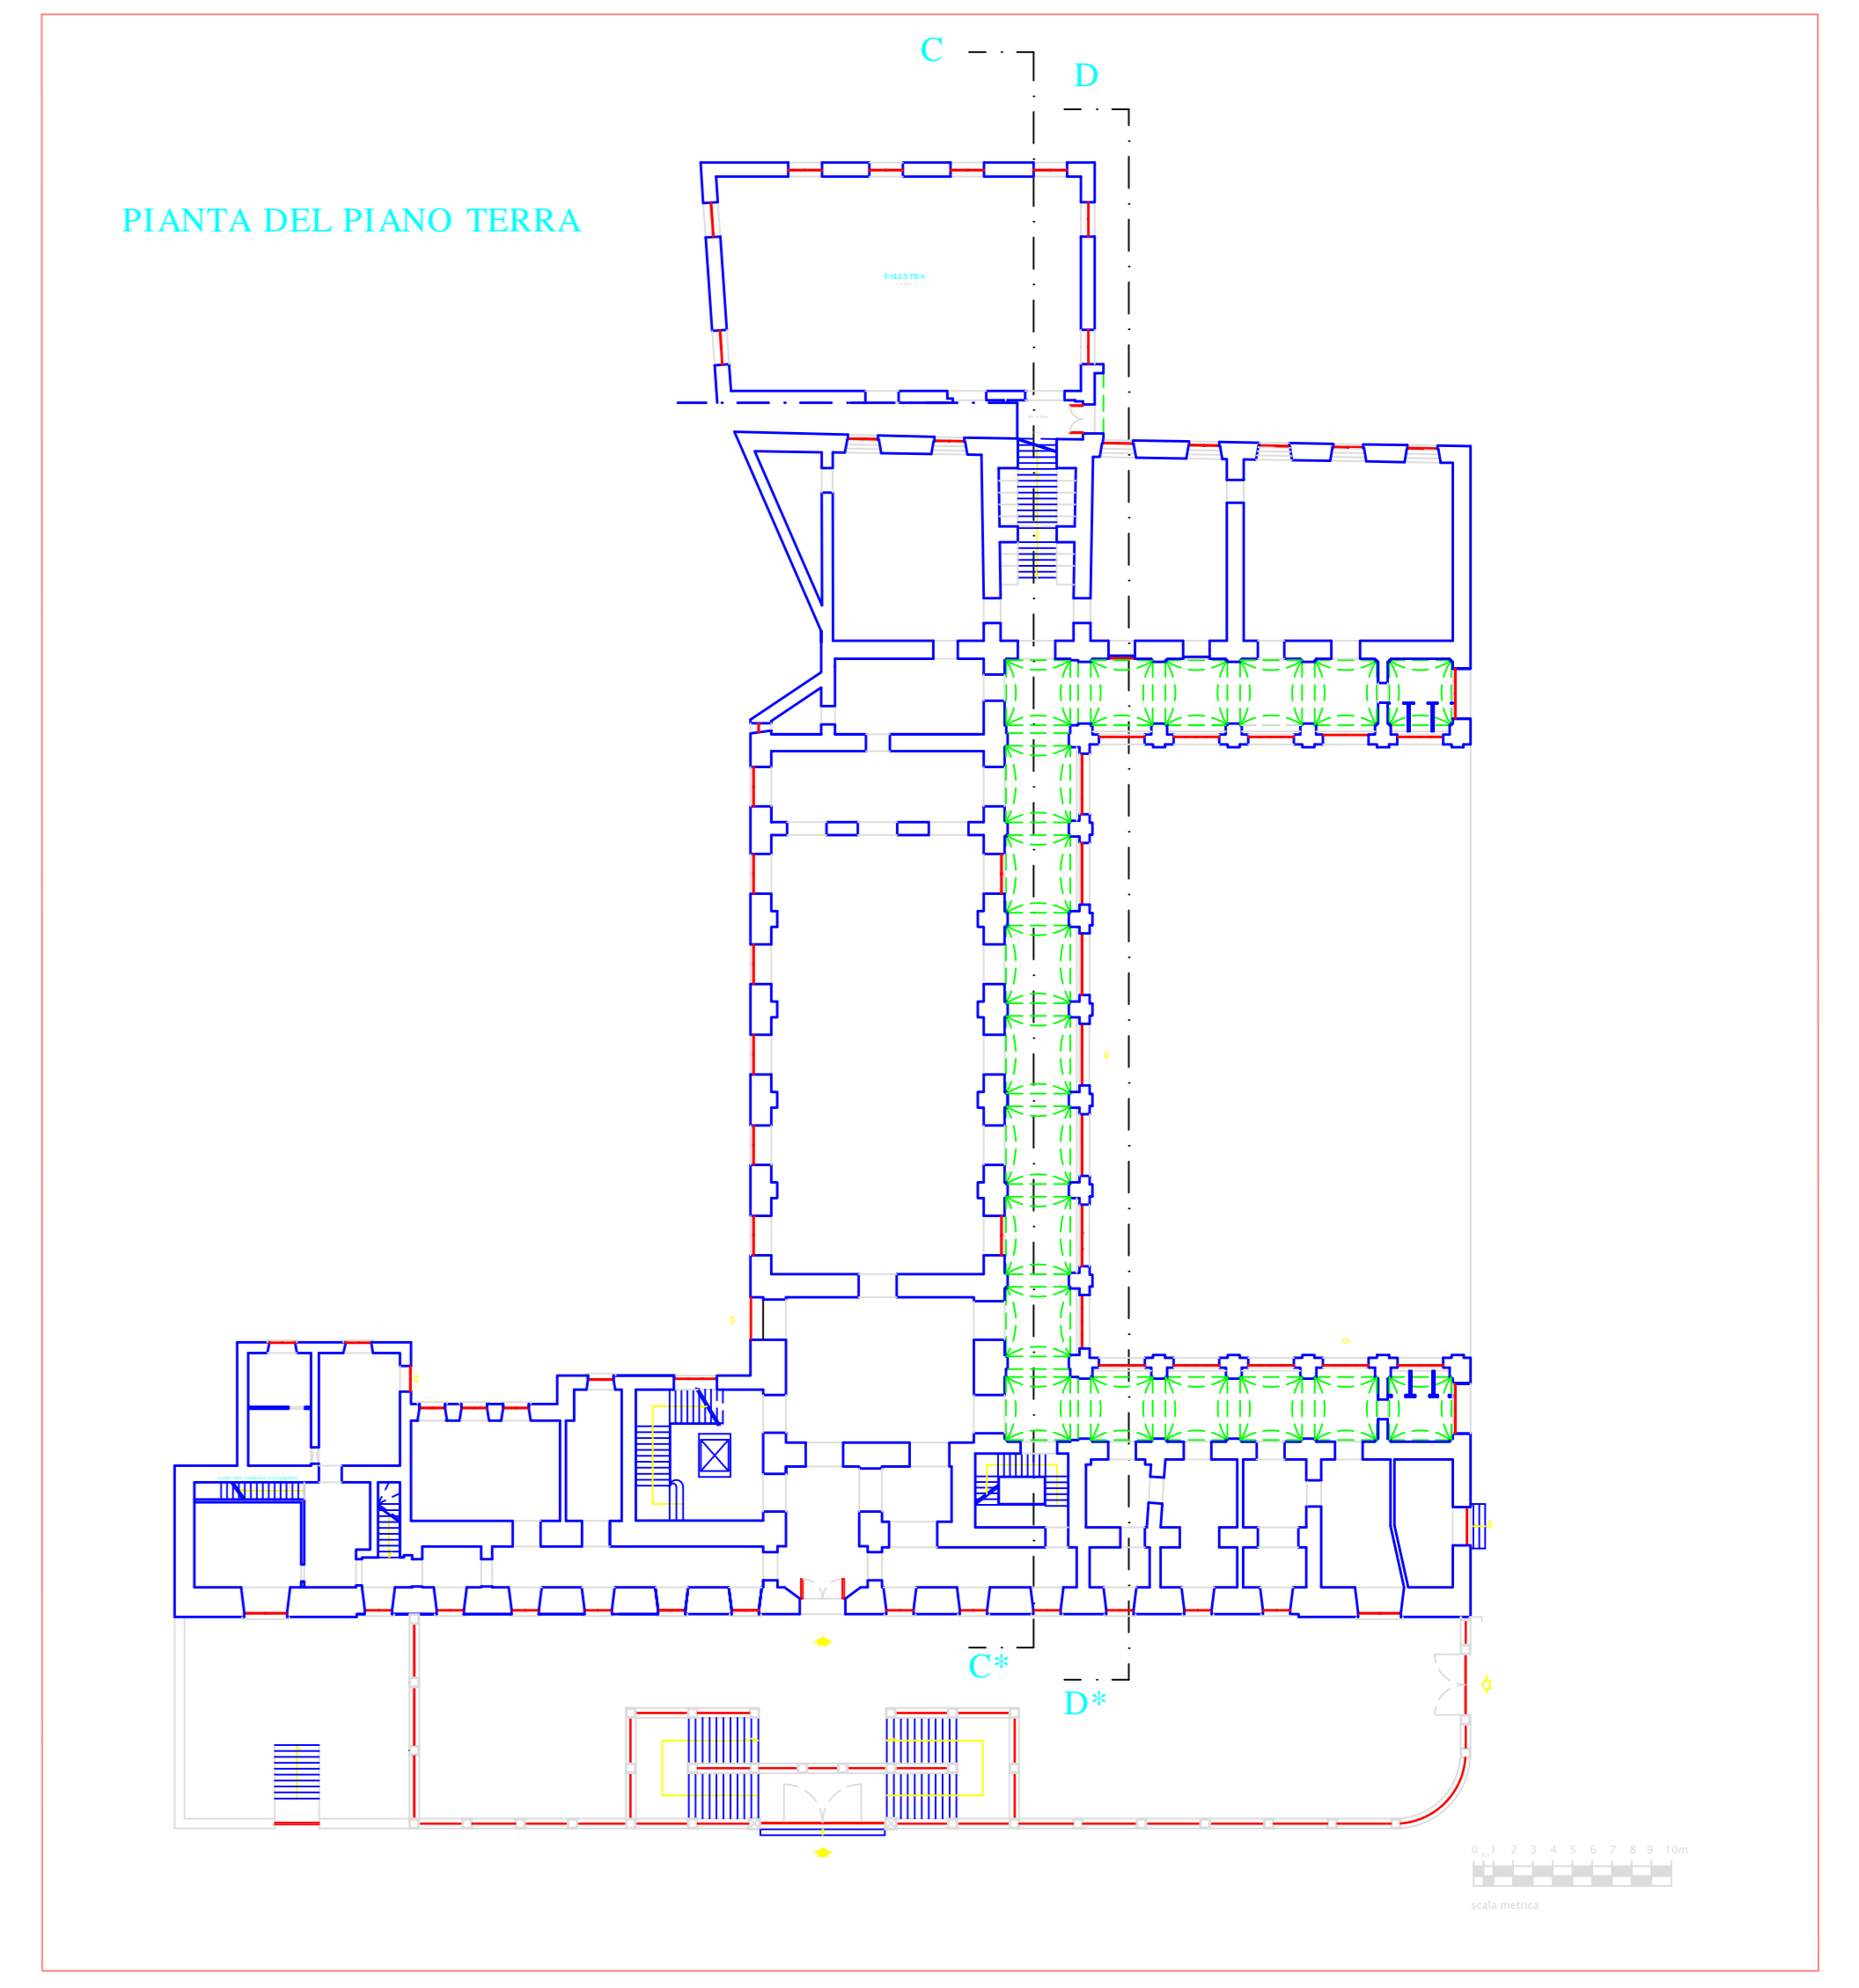 C
D
PIANTA DEL PIANO TERRA
PALESTRA
C*
D*
0 1 2 3 4 5 6 7 8 9 10m
scala metrica